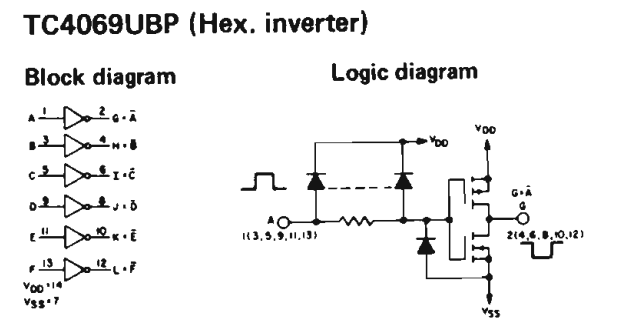 TC4069UBP (Hex. inverter)
Block diagram
A 1 2 G=A̅
B 3 4 H=B̅
C 5 6 I=C̅
D 9 8 J=D̅
E 11 10 K=E̅
F 13 12 L=F̅
VDD=14
VSS=7
Logic diagram
VDD
VDD
G=A̅
G
A
1(3,5,9,11,13)
2(4,6,8,10,12)
VSS